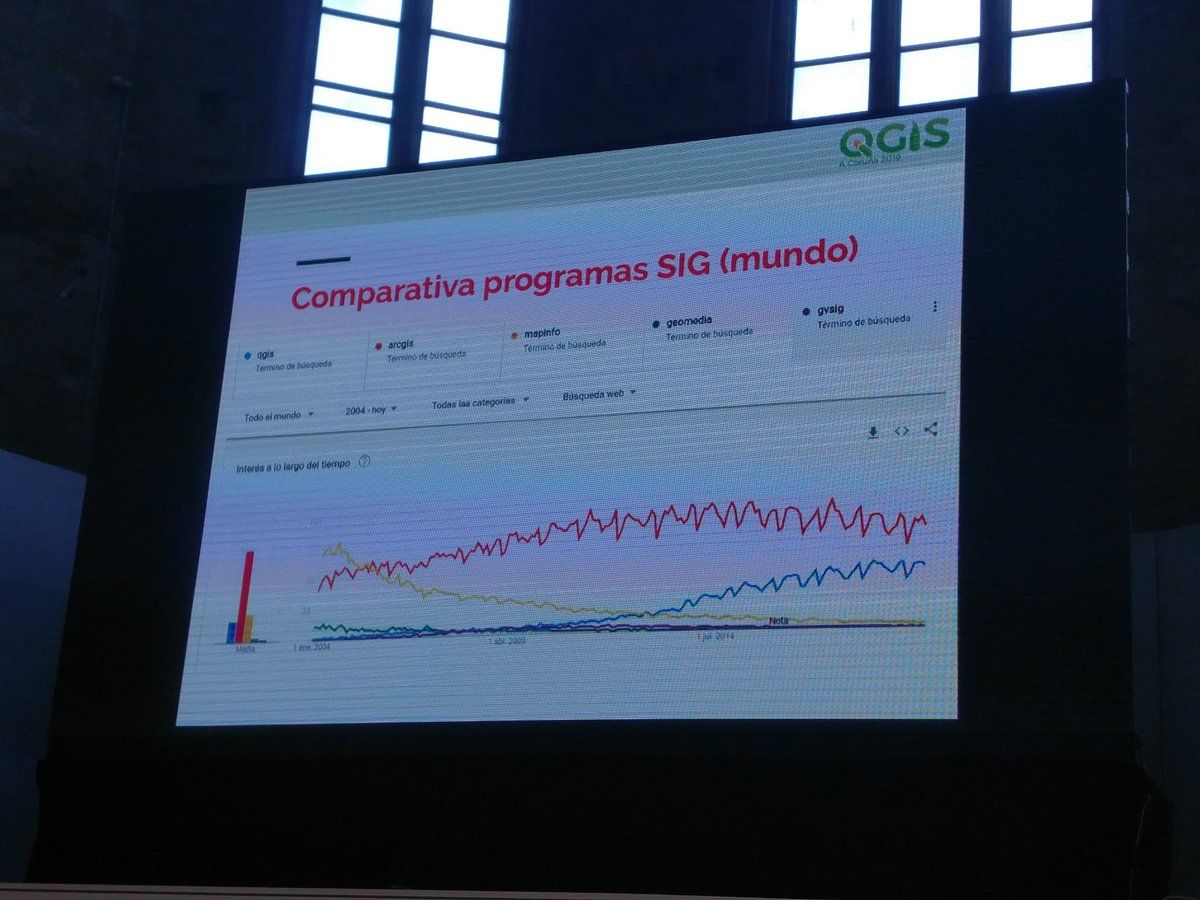 QGIS
A Coruña 2019
Comparativa programas SIG (mundo)
qgis
Término de búsqueda
arcgis
Término de búsqueda
mapinfo
Término de búsqueda
geomedia
Término de búsqueda
gvsig
Término de búsqueda
Todo el mundo
2004 - hoy
Todas las categorías
Búsqueda web
Interés a lo largo del tiempo
Nota
Media
1 ene. 2004
1 abr. 2009
1 jul. 2014